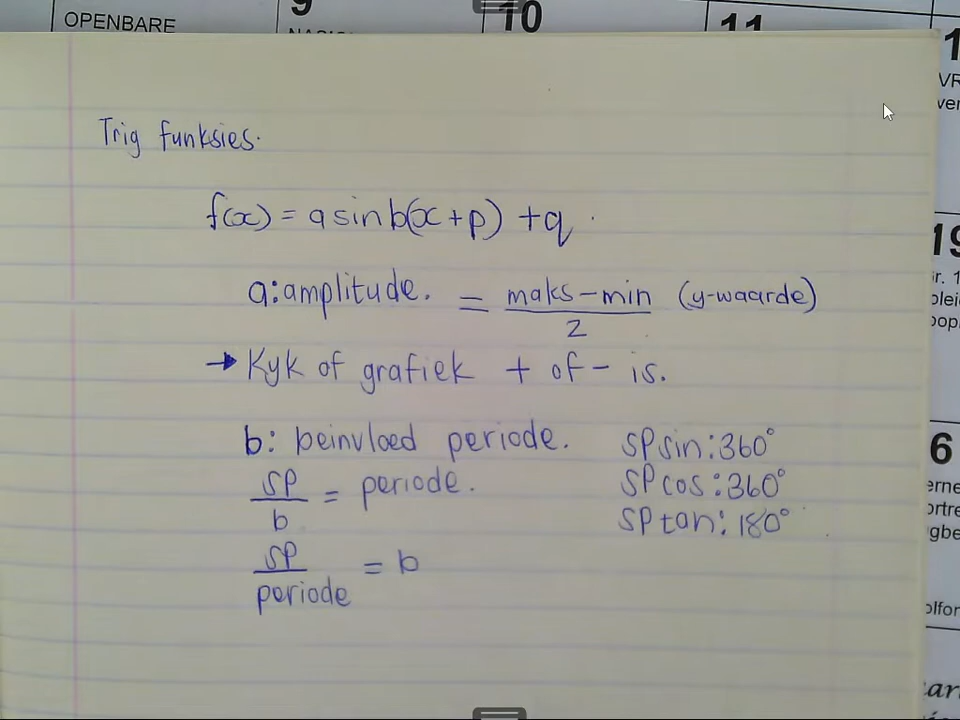 OPENBARE
9
10
11
Trig funksies.
f(x) = a sin b(x+p) + q.
a: amplitude. = maks-min / 2 (y-waarde)
→ Kyk of grafiek + of - is.
b: beinvloed periode. SP sin: 360°
SP / b = periode. SP cos: 360°
SP tan: 180°
SP / periode = b
19
6